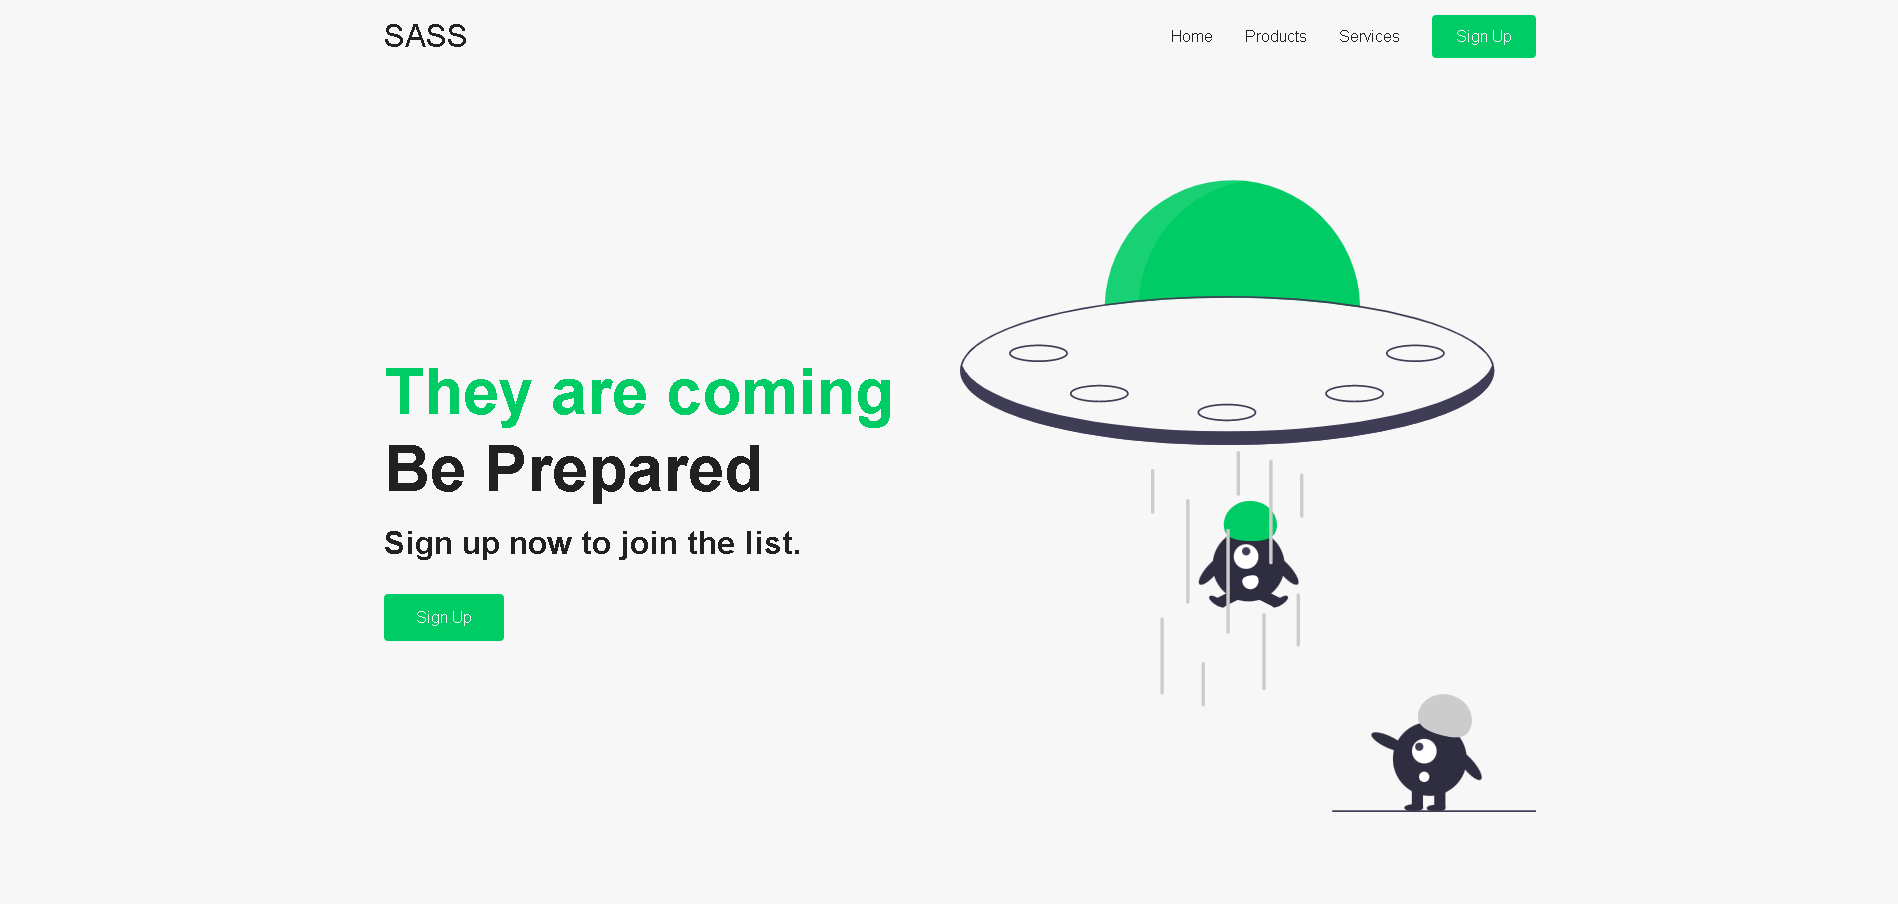 SASS
Home
Products
Services
Sign Up
They are coming
Be Prepared
Sign up now to join the list.
Sign Up